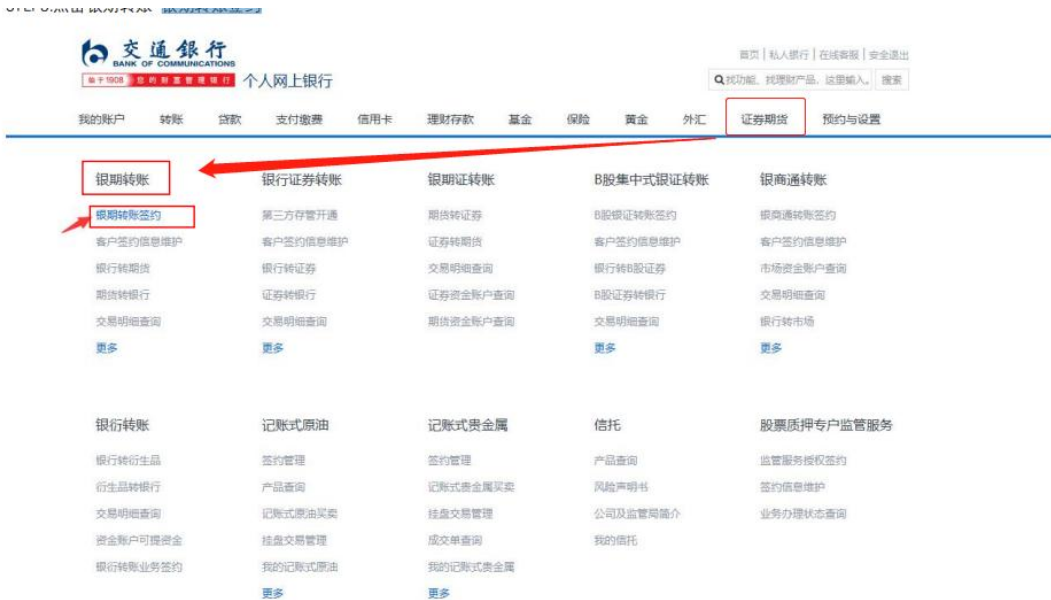 交通銀行
BANK OF COMMUNICATIONS
始于1908 您的财富管理银行
个人网上银行
首页 | 私人银行 | 在线客服 | 安全退出
找功能、找理财产品，这里输入。 搜索
我的账户 转账 贷款 支付缴费 信用卡 理财存款 基金 保险 黄金 外汇 证券期货 预约与设置
银期转账 银行证券转账 银期证转账 B股集中式银证转账 银商通转账
银期转账签约 第三方存管开通 期货转证券 B股银证转账签约 银商通转账签约
客户签约信息维护 客户签约信息维护 证券转期货 客户签约信息维护 客户签约信息维护
银行转期货 银行转证券 交易明细查询 银行转B股证券 市场资金账户查询
期货转银行 证券转银行 证券资金账户查询 B股证券转银行 交易明细查询
交易明细查询 交易明细查询 期货资金账户查询 交易明细查询 银行转市场
更多 更多 更多 更多
银衍转账 记账式原油 记账式贵金属 信托 股票质押专户监管服务
银行转衍生品 签约管理 签约管理 产品查询 监管服务授权签约
衍生品转银行 产品查询 记账式贵金属买卖 风险声明书 签约信息维护
交易明细查询 记账式原油买卖 挂盘交易管理 公司及监管局简介 业务办理状态查询
资金账户可提资金 挂盘交易管理 成交单查询 我的信托
银衍转账业务签约 我的记账式原油 我的记账式贵金属
更多 更多